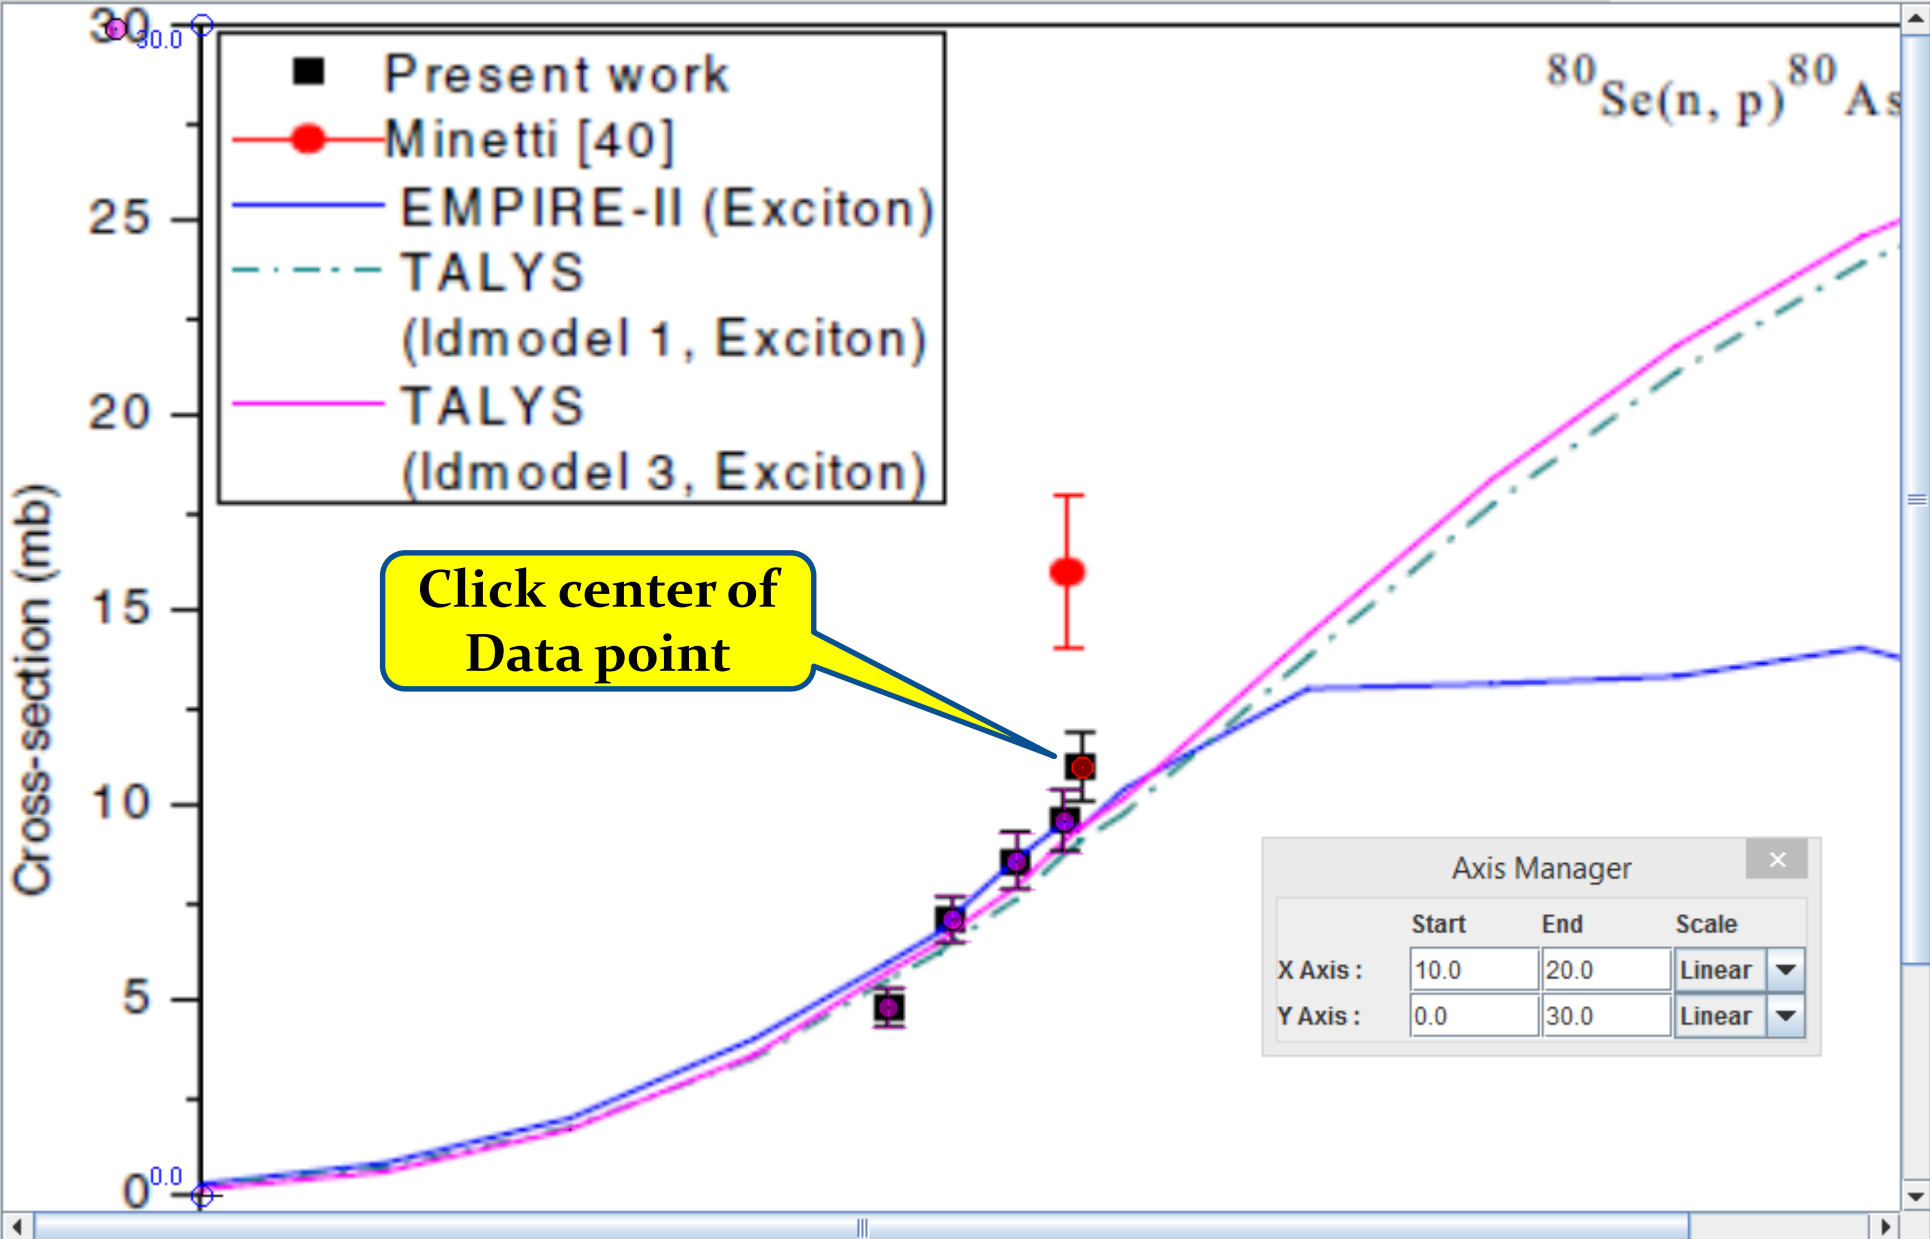 30
30.0
Present work
Minetti [40]
EMPIRE-II (Exciton)
TALYS
(ldmodel 1, Exciton)
TALYS
(ldmodel 3, Exciton)
80Se(n, p)80As
25
20
15
10
5
0
0.0
Cross-section (mb)
Click center of
Data point
Axis Manager
Start End Scale
X Axis : 10.0 20.0 Linear
Y Axis : 0.0 30.0 Linear